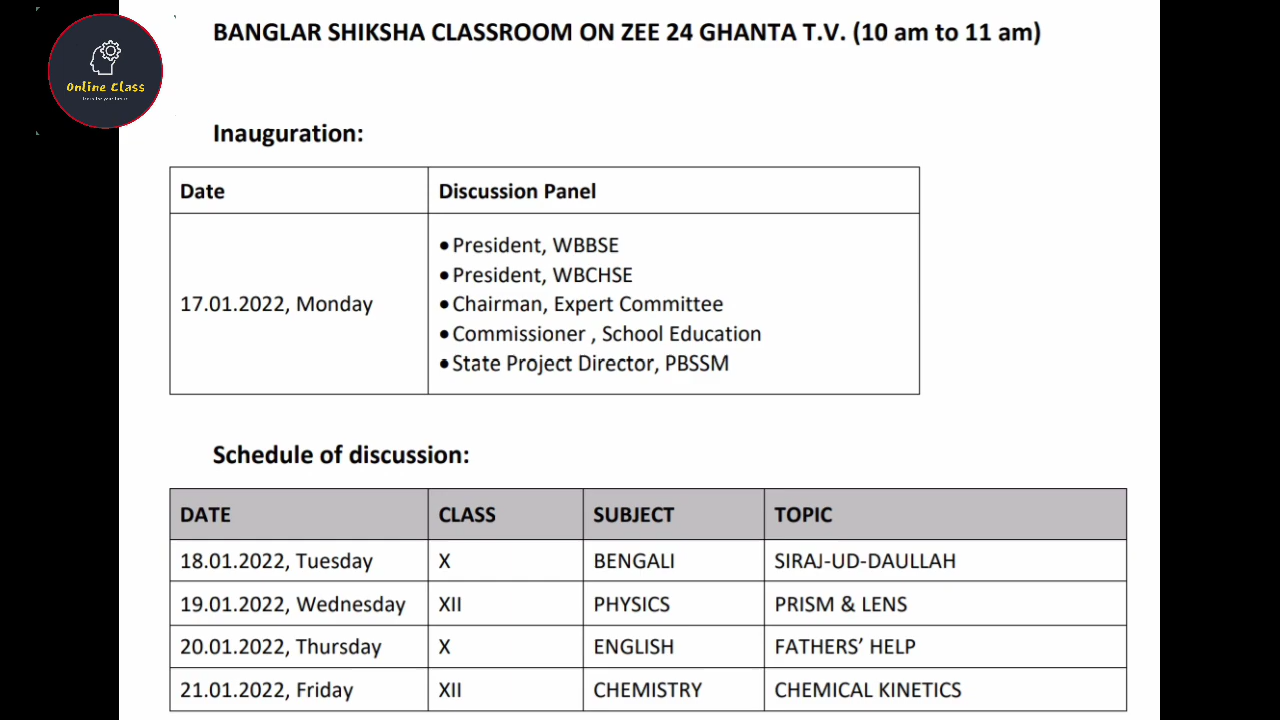 BANGLAR SHIKSHA CLASSROOM ON ZEE 24 GHANTA T.V. (10 am to 11 am)
Online Class
Inauguration:
Date Discussion Panel
17.01.2022, Monday
•President, WBBSE
•President, WBCHSE
•Chairman, Expert Committee
•Commissioner , School Education
•State Project Director, PBSSM
Schedule of discussion:
DATE CLASS SUBJECT TOPIC
18.01.2022, Tuesday X BENGALI SIRAJ-UD-DAULLAH
19.01.2022, Wednesday XII PHYSICS PRISM & LENS
20.01.2022, Thursday X ENGLISH FATHERS’ HELP
21.01.2022, Friday XII CHEMISTRY CHEMICAL KINETICS